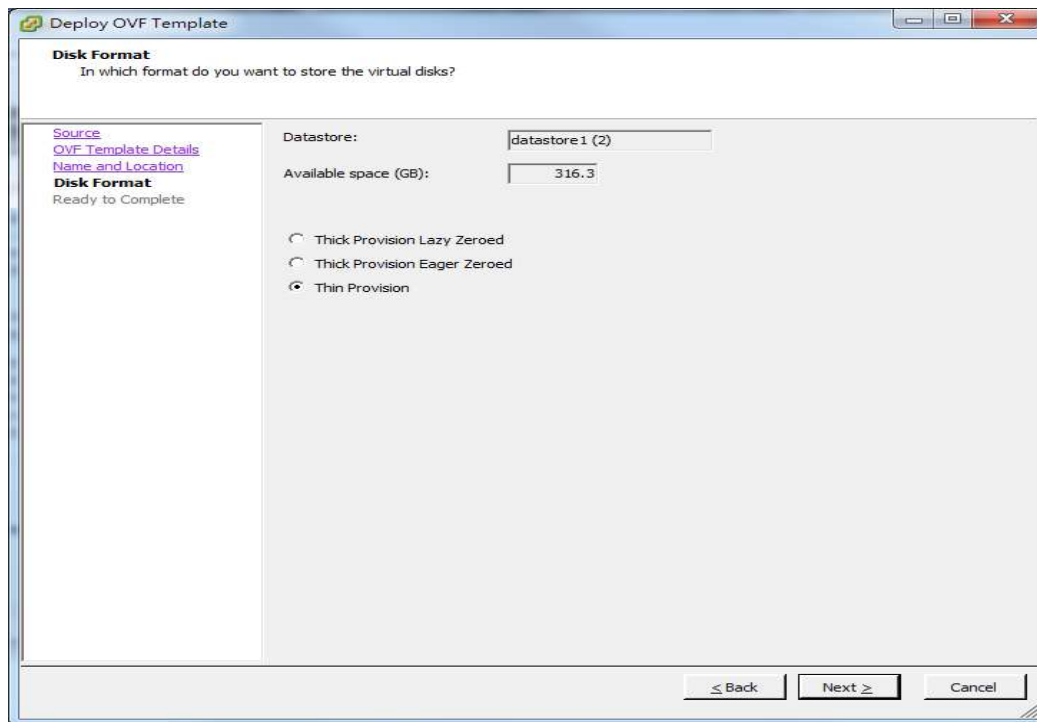 Deploy OVF Template
Disk Format
In which format do you want to store the virtual disks?
Source
OVF Template Details
Name and Location
Disk Format
Ready to Complete
Datastore:
datastore1 (2)
Available space (GB):
316.3
Thick Provision Lazy Zeroed
Thick Provision Eager Zeroed
Thin Provision
< Back
Next >
Cancel